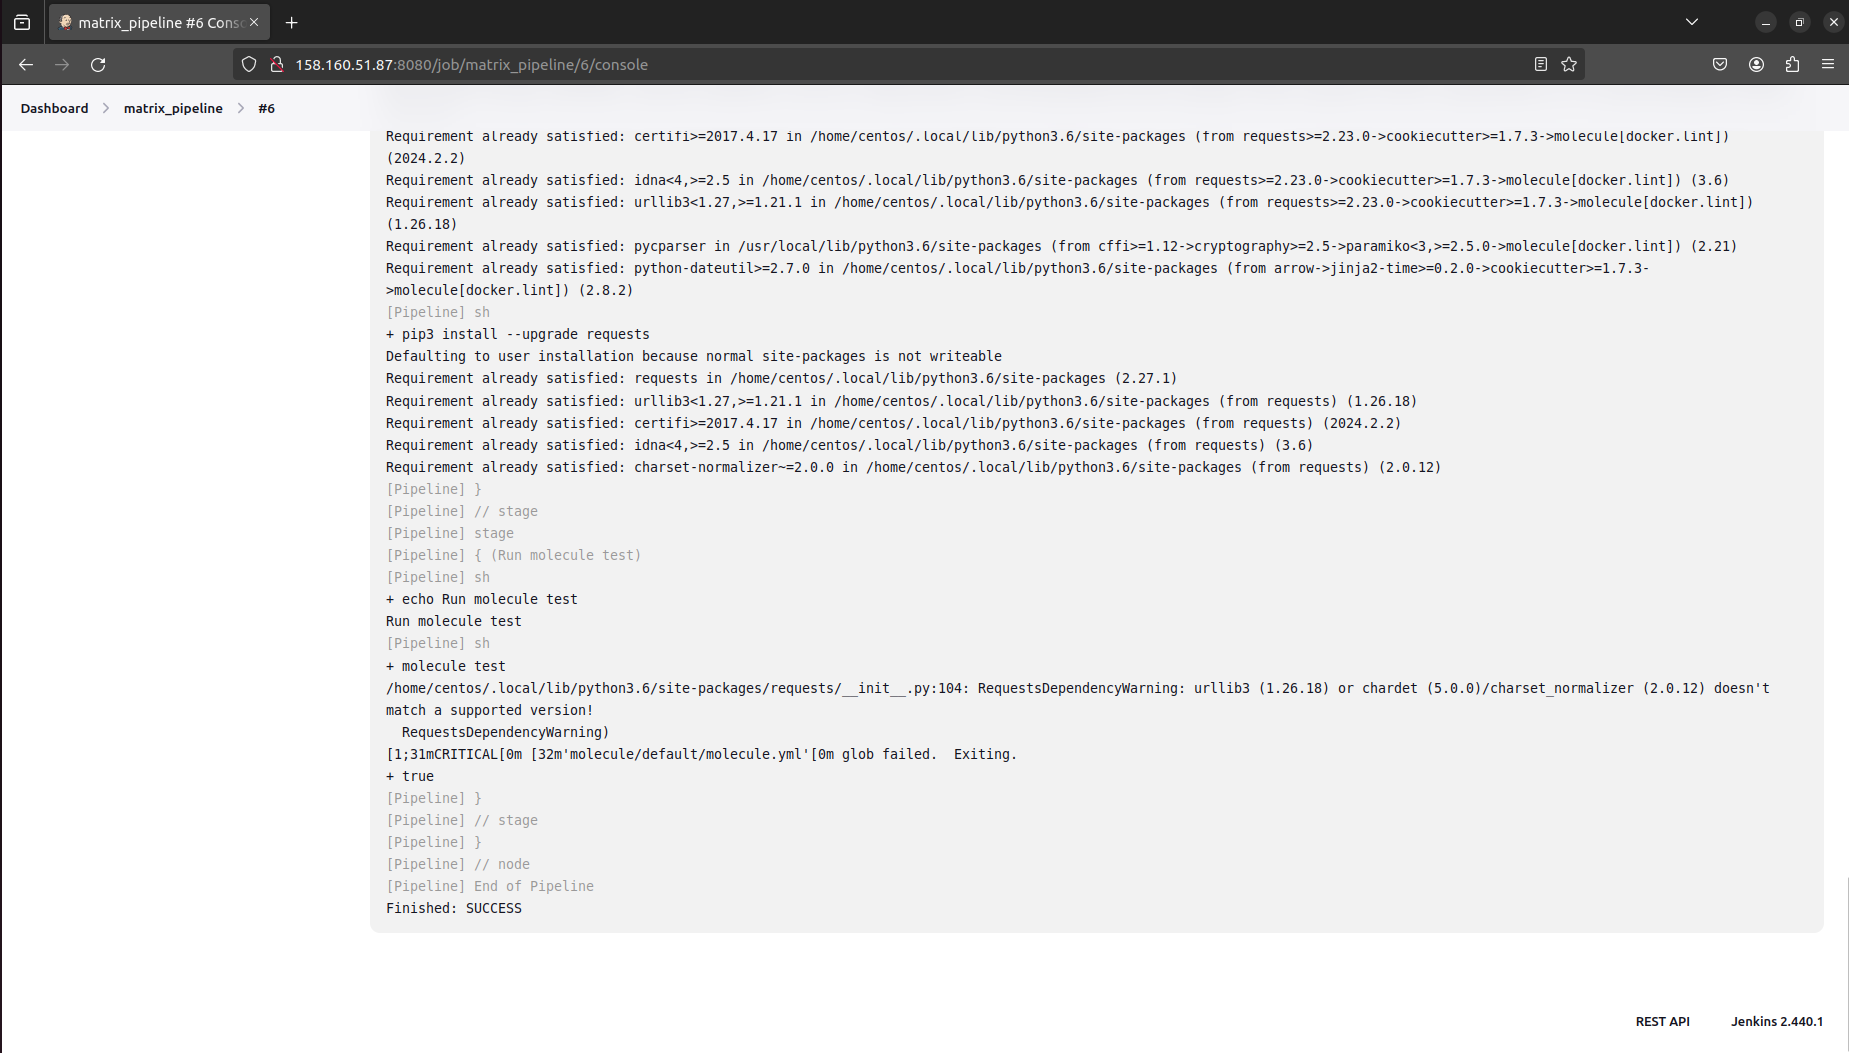 matrix_pipeline #6 Conso
158.160.51.87:8080/job/matrix_pipeline/6/console
Dashboard > matrix_pipeline > #6
Requirement already satisfied: certifi>=2017.4.17 in /home/centos/.local/lib/python3.6/site-packages (from requests>=2.23.0->cookiecutter>=1.7.3->molecule[docker.lint])
(2024.2.2)
Requirement already satisfied: idna<4,>=2.5 in /home/centos/.local/lib/python3.6/site-packages (from requests>=2.23.0->cookiecutter>=1.7.3->molecule[docker.lint]) (3.6)
Requirement already satisfied: urllib3<1.27,>=1.21.1 in /home/centos/.local/lib/python3.6/site-packages (from requests>=2.23.0->cookiecutter>=1.7.3->molecule[docker.lint])
(1.26.18)
Requirement already satisfied: pycparser in /usr/local/lib/python3.6/site-packages (from cffi>=1.12->cryptography>=2.5->paramiko<3,>=2.5.0->molecule[docker.lint]) (2.21)
Requirement already satisfied: python-dateutil>=2.7.0 in /home/centos/.local/lib/python3.6/site-packages (from arrow->jinja2-time>=0.2.0->cookiecutter>=1.7.3-
>molecule[docker.lint]) (2.8.2)
[Pipeline] sh
+ pip3 install --upgrade requests
Defaulting to user installation because normal site-packages is not writeable
Requirement already satisfied: requests in /home/centos/.local/lib/python3.6/site-packages (2.27.1)
Requirement already satisfied: urllib3<1.27,>=1.21.1 in /home/centos/.local/lib/python3.6/site-packages (from requests) (1.26.18)
Requirement already satisfied: certifi>=2017.4.17 in /home/centos/.local/lib/python3.6/site-packages (from requests) (2024.2.2)
Requirement already satisfied: idna<4,>=2.5 in /home/centos/.local/lib/python3.6/site-packages (from requests) (3.6)
Requirement already satisfied: charset-normalizer~=2.0.0 in /home/centos/.local/lib/python3.6/site-packages (from requests) (2.0.12)
[Pipeline] }
[Pipeline] // stage
[Pipeline] stage
[Pipeline] { (Run molecule test)
[Pipeline] sh
+ echo Run molecule test
Run molecule test
[Pipeline] sh
+ molecule test
/home/centos/.local/lib/python3.6/site-packages/requests/__init__.py:104: RequestsDependencyWarning: urllib3 (1.26.18) or chardet (5.0.0)/charset_normalizer (2.0.12) doesn't
match a supported version!
  RequestsDependencyWarning)
[1;31mCRITICAL[0m [32m'molecule/default/molecule.yml'[0m glob failed.  Exiting.
+ true
[Pipeline] }
[Pipeline] // stage
[Pipeline] }
[Pipeline] // node
[Pipeline] End of Pipeline
Finished: SUCCESS
REST API Jenkins 2.440.1